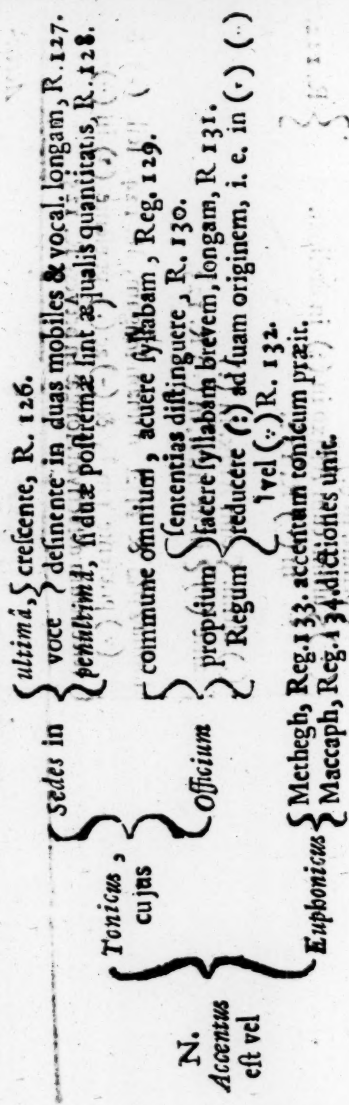 N.
Accentus
est vel
Tonicus,
cujus
Sedes in
ultimâ,
voce
crescente, R. 126.
desinente in duas mobiles & vocal. longam, R. 127.
penultimâ, si duæ postremæ sint æqualis quantitatis, R. 128.
Officium
commune omnium, acuere syllabam, Reg. 129.
proprium
Regum
sententias distinguere, R. 130.
facere syllabam brevem, longam, R 131.
reducere (:) ad suam originem, i. e. in (·) (··)
vel (·.·) R. 132.
Euphonicus
Methegh, Reg. 133. accentum tonicum præit.
Maccaph, Reg. 134. dictiones unit.